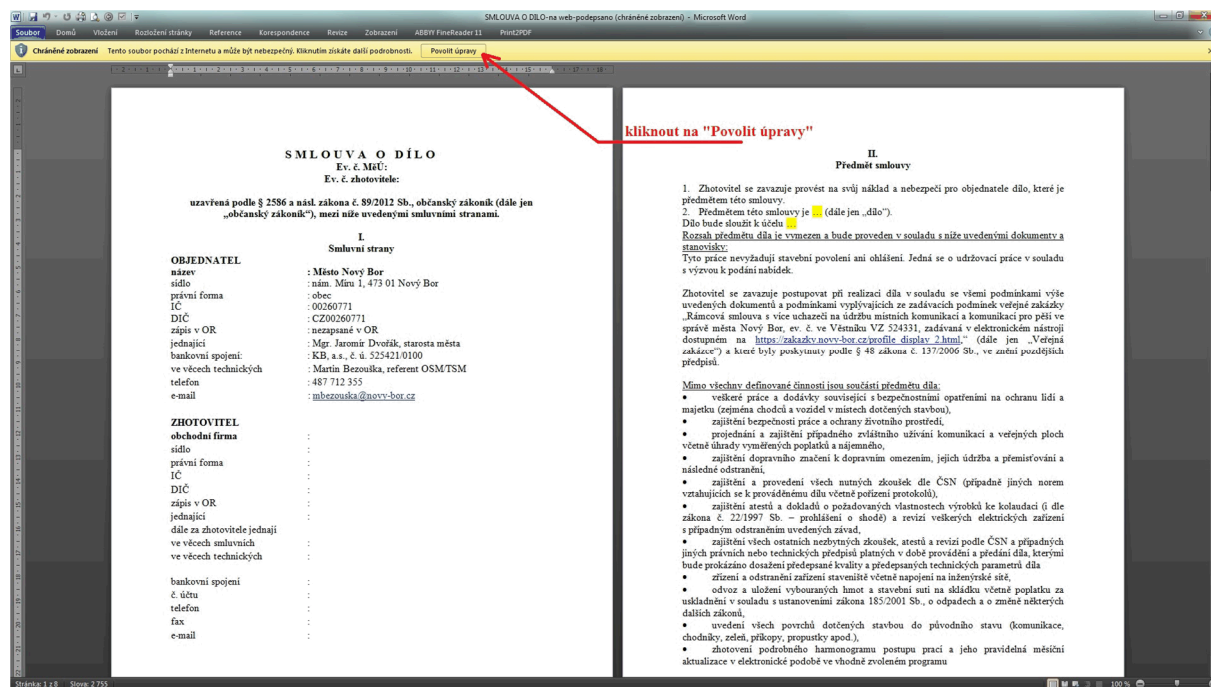 SMLOUVA O DILO-na web-podepsano (chráněné zobrazení) - Microsoft Word
Soubor Domů Vložení Rozložení stránky Reference Korespondence Revize Zobrazení ABBYY FineReader 11 Print2PDF
Chráněné zobrazení Tento soubor pochází z Internetu a může být nebezpečný. Kliknutím získáte další podrobnosti. Povolit úpravy
kliknout na "Povolit úpravy"
SMLOUVA O DÍLO
Ev. č. MěÚ:
Ev. č. zhotovitele:
uzavřená podle § 2586 a násl. zákona č. 89/2012 Sb., občanský zákoník (dále jen
„občanský zákoník“), mezi níže uvedenými smluvními stranami.
I.
Smluvní strany
OBJEDNATEL
název : Město Nový Bor
sídlo : nám. Míru 1, 473 01 Nový Bor
právní forma : obec
IČ : 00260771
DIČ : CZ00260771
zápis v OR : nezapsané v OR
jednající : Mgr. Jaromír Dvořák, starosta města
bankovní spojení: : KB, a.s., č. ú. 525421/0100
ve věcech technických : Martin Bezouška, referent OSM/TSM
telefon : 487 712 355
e-mail : mbezouska@novy-bor.cz
ZHOTOVITEL
obchodní firma :
sídlo :
právní forma :
IČ :
DIČ :
zápis v OR :
jednající :
dále za zhotovitele jednají
ve věcech smluvních :
ve věcech technických :
bankovní spojení :
č. účtu :
telefon :
fax :
e-mail :
II.
Předmět smlouvy
1. Zhotovitel se zavazuje provést na svůj náklad a nebezpečí pro objednatele dílo, které je
předmětem této smlouvy.
2. Předmětem této smlouvy je ... (dále jen „dílo“).
Dílo bude sloužit k účelu ...
Rozsah předmětu díla je vymezen a bude proveden v souladu s níže uvedenými dokumenty a
stanovisky:
Tyto práce nevyžadují stavební povolení ani ohlášení. Jedná se o udržovací práce v souladu
s výzvou k podání nabídek.
Zhotovitel se zavazuje postupovat při realizaci díla v souladu se všemi podmínkami výše
uvedených dokumentů a podmínkami vyplývajících ze zadávacích podmínek veřejné zakázky
„Rámcová smlouva s více uchazeči na údržbu místních komunikací a komunikací pro pěší ve
správě města Nový Bor, ev. č. ve Věstníku VZ 524331, zadávaná v elektronickém nástroji
dostupném na https://zakazky.novy-bor.cz/profile_display_2.html,“ (dále jen „Veřejná
zakázce“) a které byly poskytnuty podle § 48 zákona č. 137/2006 Sb., ve znění pozdějších
předpisů.
Mimo všechny definované činnosti jsou součástí předmětu díla:
• veškeré práce a dodávky související s bezpečnostními opatřeními na ochranu lidí a
majetku (zejména chodců a vozidel v místech dotčených stavbou),
• zajištění bezpečnosti práce a ochrany životního prostředí,
• projednání a zajištění případného zvláštního užívání komunikací a veřejných ploch
včetně úhrady vyměřených poplatků a nájemného,
• zajištění dopravního značení k dopravním omezením, jejich údržba a přemisťování a
následné odstranění,
• zajištění a provedení všech nutných zkoušek dle ČSN (případně jiných norem
vztahujících se k prováděnému dílu včetně pořízení protokolů),
• zajištění atestů a dokladů o požadovaných vlastnostech výrobků ke kolaudaci (i dle
zákona č. 22/1997 Sb. – prohlášení o shodě) a revizí veškerých elektrických zařízení
s případným odstraněním uvedených závad,
• zajištění všech ostatních nezbytných zkoušek, atestů a revizí podle ČSN a případných
jiných právních nebo technických předpisů platných v době provádění a předání díla, kterými
bude prokázáno dosažení předepsané kvality a předepsaných technických parametrů díla
• zřízení a odstranění zařízení staveniště včetně napojení na inženýrské sítě,
• odvoz a uložení vybouraných hmot a stavební suti na skládku včetně poplatku za
uskladnění v souladu s ustanoveními zákona 185/2001 Sb., o odpadech a o změně některých
dalších zákonů,
• uvedení všech povrchů dotčených stavbou do původního stavu (komunikace,
chodníky, zeleň, příkopy, propustky apod.),
• zhotovení podrobného harmonogramu postupu prací a jeho pravidelná měsíční
aktualizace v elektronické podobě ve vhodně zvoleném programu
Stránka: 1 z 8 Slova: 2 755 100 %